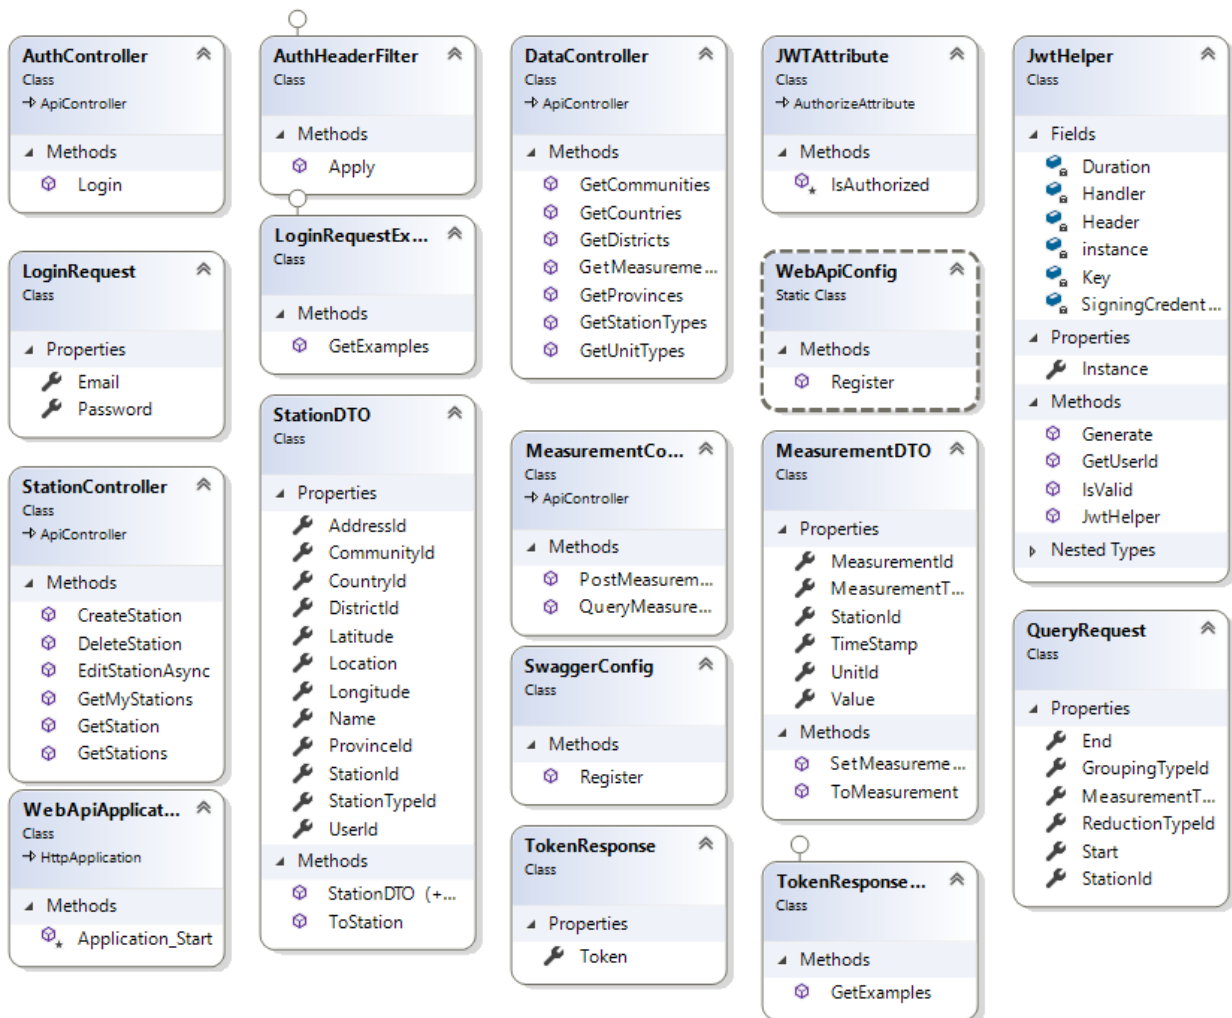 AuthController
Class
ApiController
Methods
Login
LoginRequest
Class
Properties
Email
Password
StationController
Class
ApiController
Methods
CreateStation
DeleteStation
EditStationAsync
GetMyStations
GetStation
GetStations
WebApiApplicat...
Class
HttpApplication
Methods
Application_Start
AuthHeaderFilter
Class
Methods
Apply
LoginRequestEx...
Class
Methods
GetExamples
StationDTO
Class
Properties
AddressId
CommunityId
CountryId
DistrictId
Latitude
Location
Longitude
Name
ProvinceId
StationId
StationTypeId
UserId
Methods
StationDTO (+...
ToStation
DataController
Class
ApiController
Methods
GetCommunities
GetCountries
GetDistricts
GetMeasureme...
GetProvinces
GetStationTypes
GetUnitTypes
MeasurementCo...
Class
ApiController
Methods
PostMeasurem...
QueryMeasure...
SwaggerConfig
Class
Methods
Register
TokenResponse
Class
Properties
Token
JWTAttribute
Class
AuthorizeAttribute
Methods
IsAuthorized
WebApiConfig
Static Class
Methods
Register
MeasurementDTO
Class
Properties
MeasurementId
MeasurementT...
StationId
TimeStamp
UnitId
Value
Methods
SetMeasureme...
ToMeasurement
TokenResponse...
Class
Methods
GetExamples
JwtHelper
Class
Fields
Duration
Handler
Header
instance
Key
SigningCredent...
Properties
Instance
Methods
Generate
GetUserId
IsValid
JwtHelper
Nested Types
QueryRequest
Class
Properties
End
GroupingTypeId
MeasurementT...
ReductionTypeId
Start
StationId